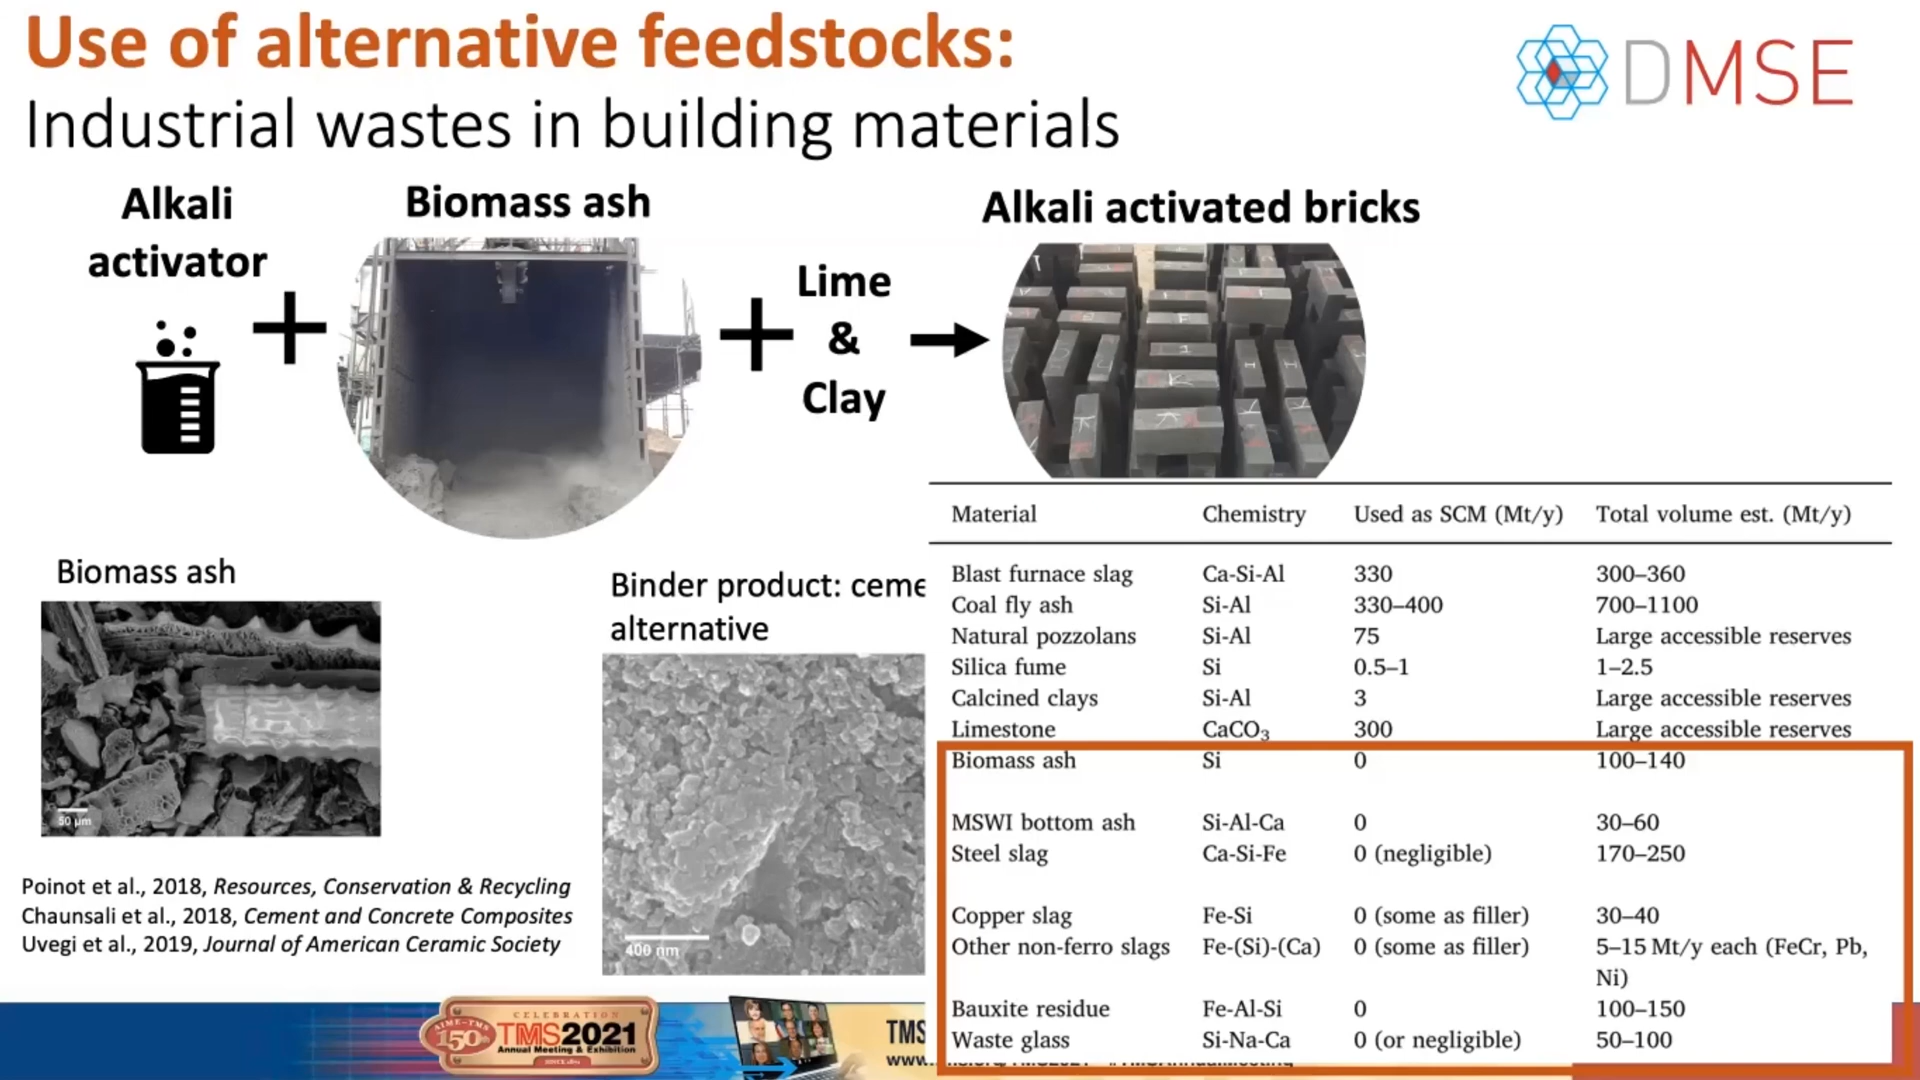 Use of alternative feedstocks:
Industrial wastes in building materials
DMSE
Alkali
activator
Biomass ash
Lime
&
Clay
Alkali activated bricks
Biomass ash
50 µm
Binder product: ceme
alternative
400 nm
Poinot et al., 2018, Resources, Conservation & Recycling
Chaunsali et al., 2018, Cement and Concrete Composites
Uvegi et al., 2019, Journal of American Ceramic Society
Material Chemistry Used as SCM (Mt/y) Total volume est. (Mt/y)
Blast furnace slag Ca-Si-Al 330 300–360
Coal fly ash Si-Al 330–400 700–1100
Natural pozzolans Si-Al 75 Large accessible reserves
Silica fume Si 0.5–1 1–2.5
Calcined clays Si-Al 3 Large accessible reserves
Limestone CaCO₃ 300 Large accessible reserves
Biomass ash Si 0 100–140
MSWI bottom ash Si-Al-Ca 0 30–60
Steel slag Ca-Si-Fe 0 (negligible) 170–250
Copper slag Fe-Si 0 (some as filler) 30–40
Other non-ferro slags Fe-(Si)-(Ca) 0 (some as filler) 5–15 Mt/y each (FeCr, Pb,
Ni)
Bauxite residue Fe-Al-Si 0 100–150
Waste glass Si-Na-Ca 0 (or negligible) 50–100
CELEBRATION
AIME–TMS
150th
TMS2021
Annual Meeting & Exhibition
TMS